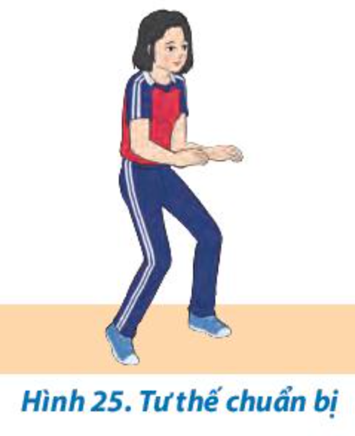 Hình 25. Tư thế chuẩn bị